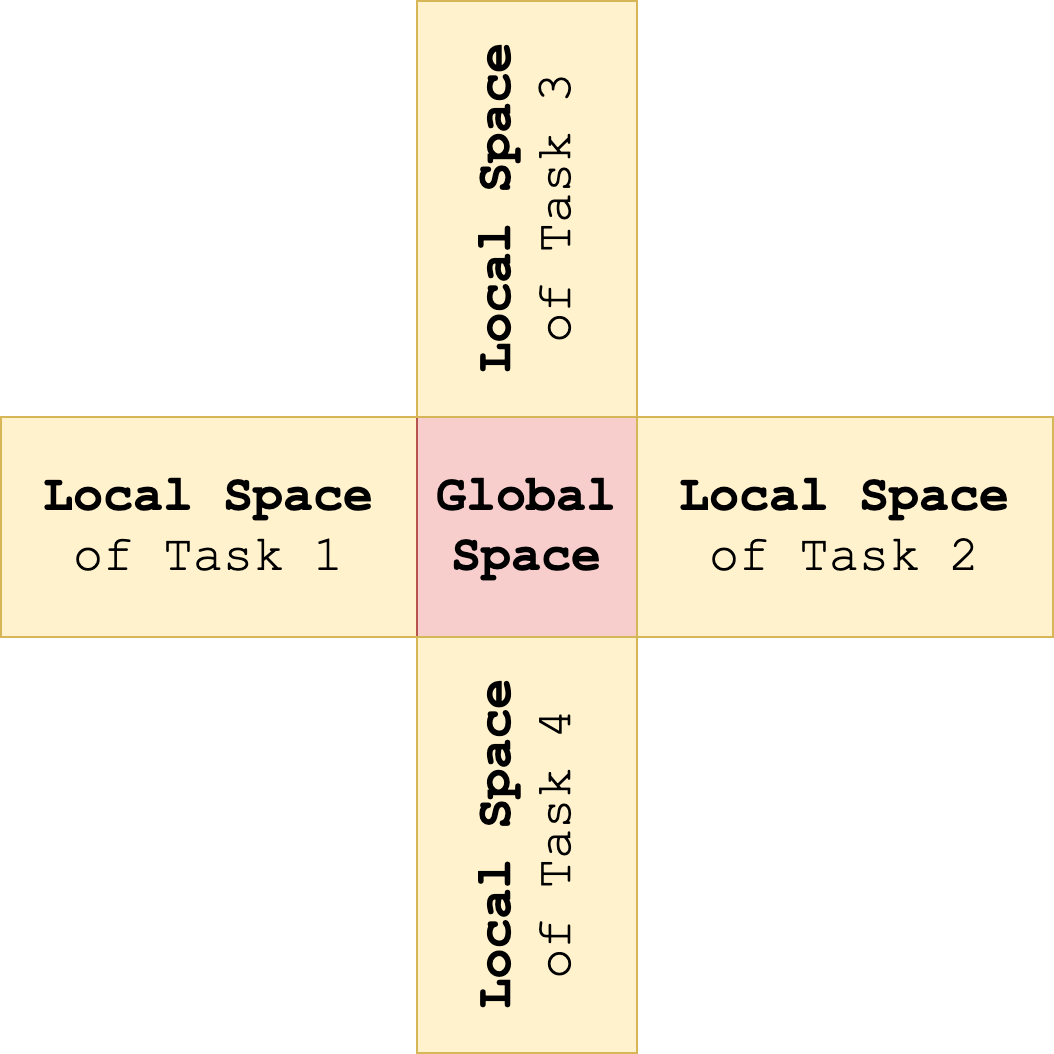 Local Space
of Task 3
Local Space
of Task 1
Global
Space
Local Space
of Task 2
Local Space
of Task 4